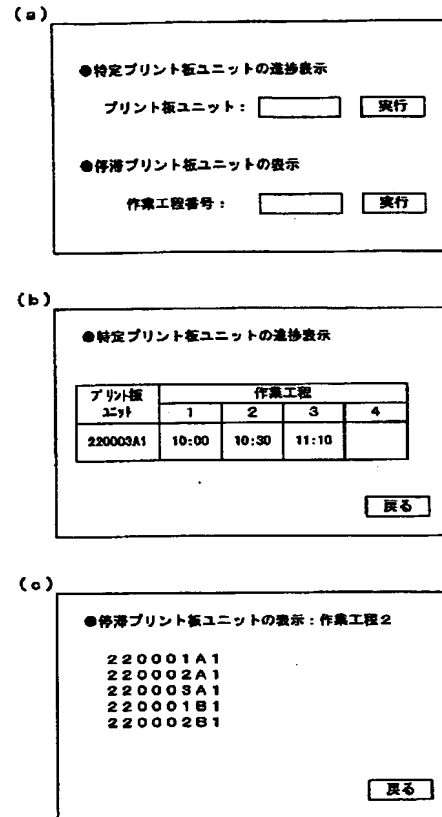 (a)
●特定プリント板ユニットの進捗表示
プリント板ユニット： 実行
●停滞プリント板ユニットの表示
作業工程番号： 実行
(b)
●特定プリント板ユニットの進捗表示
プリント板 作業工程
ユニット 1 2 3 4
220003A1 10:00 10:30 11:10
戻る
(c)
●停滞プリント板ユニットの表示：作業工程2
220001A1
220002A1
220003A1
220001B1
220002B1
戻る